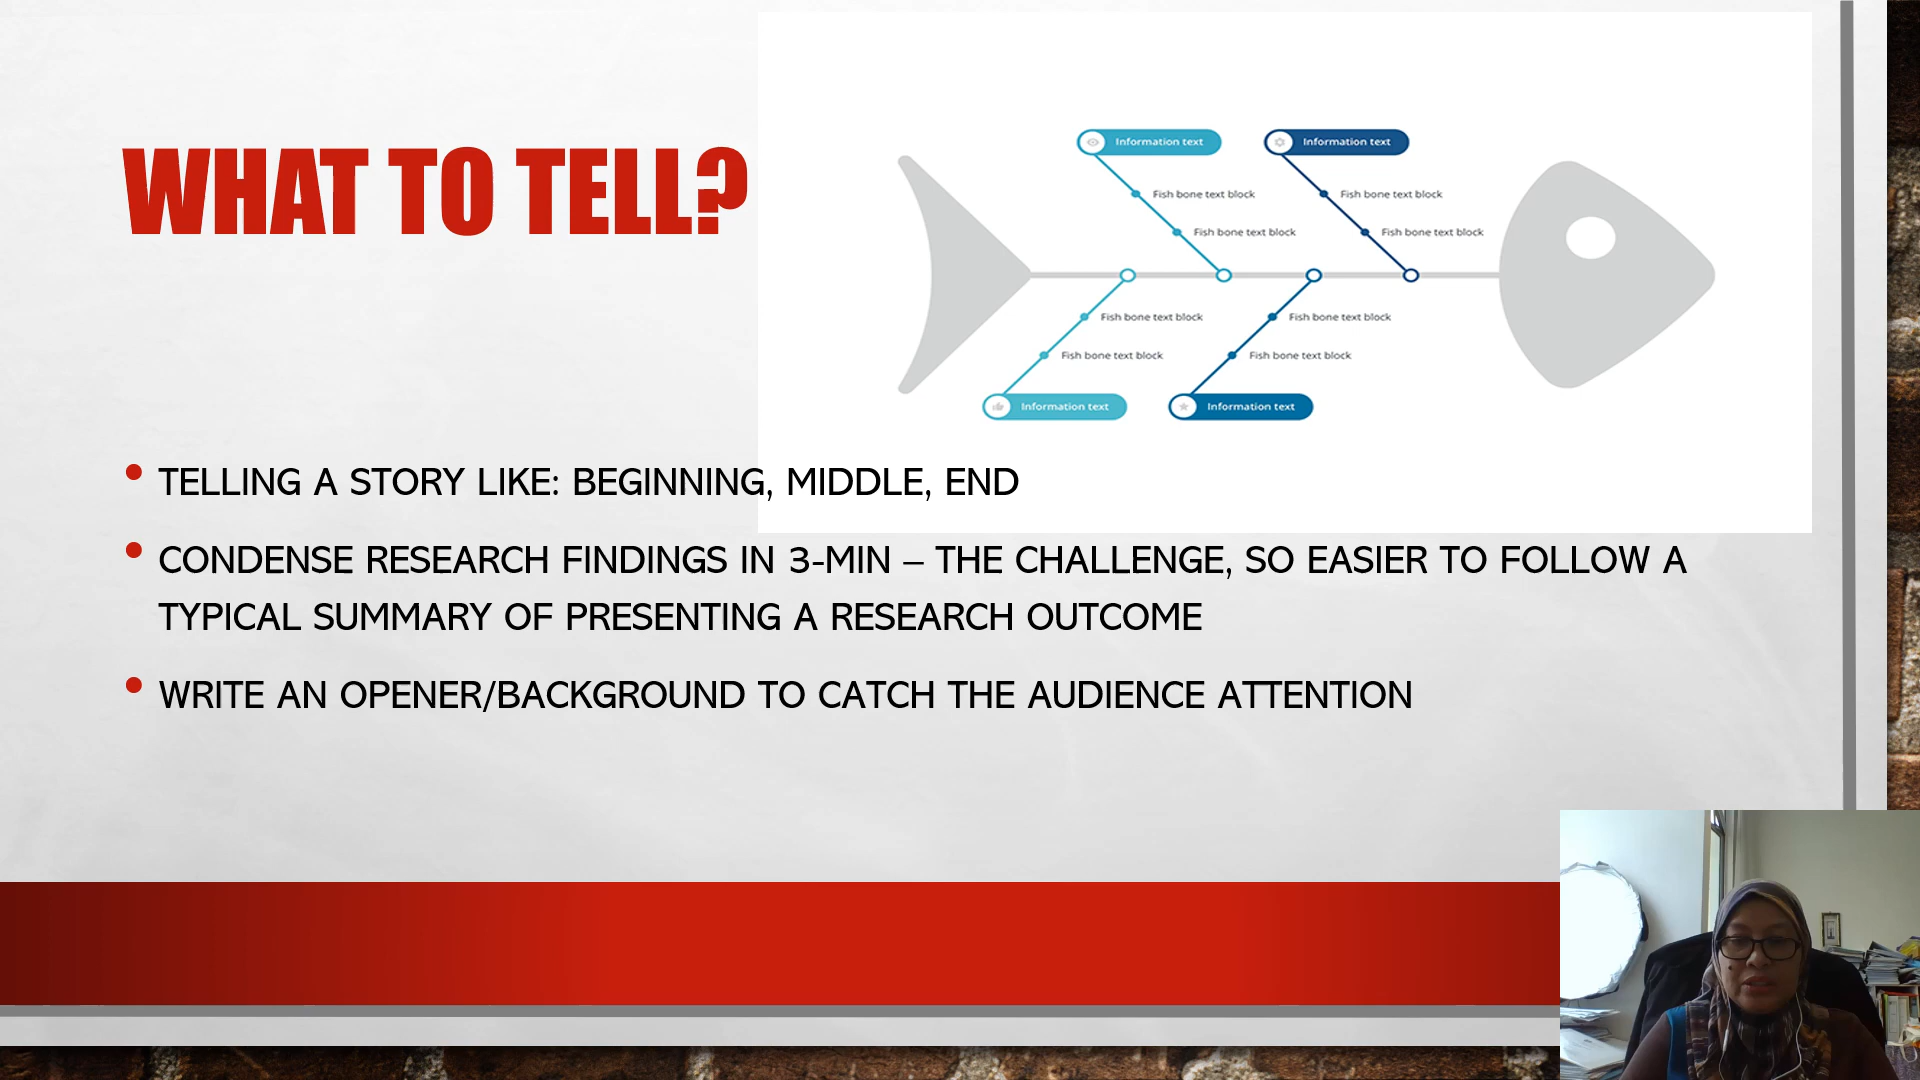 WHAT TO TELL?
Information text
Information text
Fish bone text block
Fish bone text block
Fish bone text block
Fish bone text block
Fish bone text block
Fish bone text block
Fish bone text block
Fish bone text block
Information text
Information text
TELLING A STORY LIKE: BEGINNING, MIDDLE, END
CONDENSE RESEARCH FINDINGS IN 3-MIN – THE CHALLENGE, SO EASIER TO FOLLOW A
TYPICAL SUMMARY OF PRESENTING A RESEARCH OUTCOME
WRITE AN OPENER/BACKGROUND TO CATCH THE AUDIENCE ATTENTION